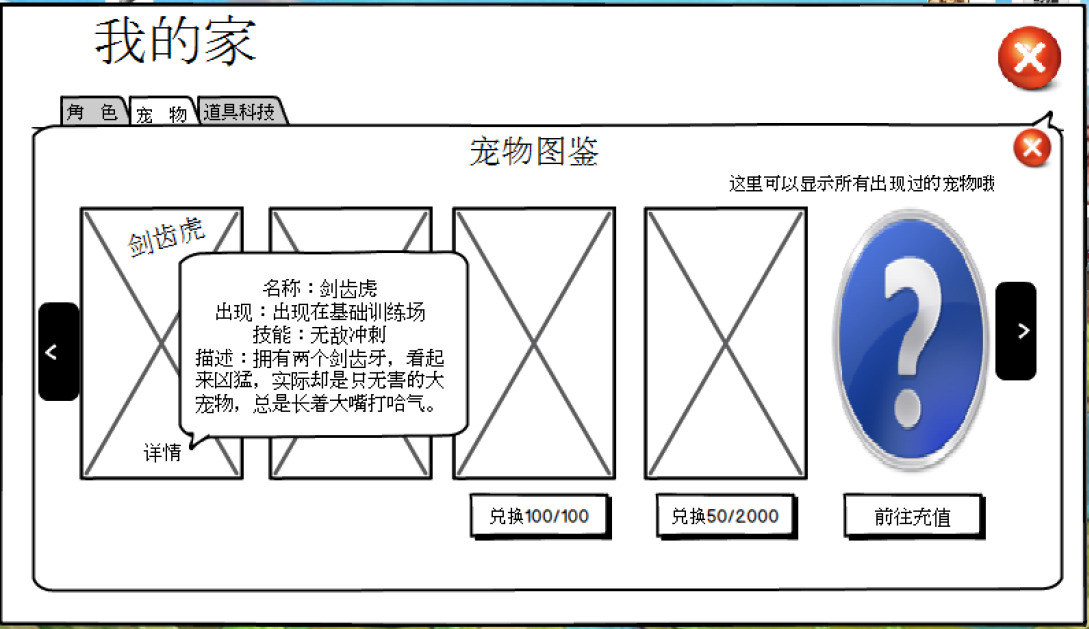 我的家
角 色
宠 物
道具科技
宠物图鉴
这里可以显示所有出现过的宠物哦
剑齿虎
名称：剑齿虎
出现：出现在基础训练场
技能：无敌冲刺
描述：拥有两个剑齿牙，看起
来凶猛，实际却是只无害的大
宠物，总是长着大嘴打哈气。
详情
<
>
?
兑换100/100
兑换50/2000
前往充值